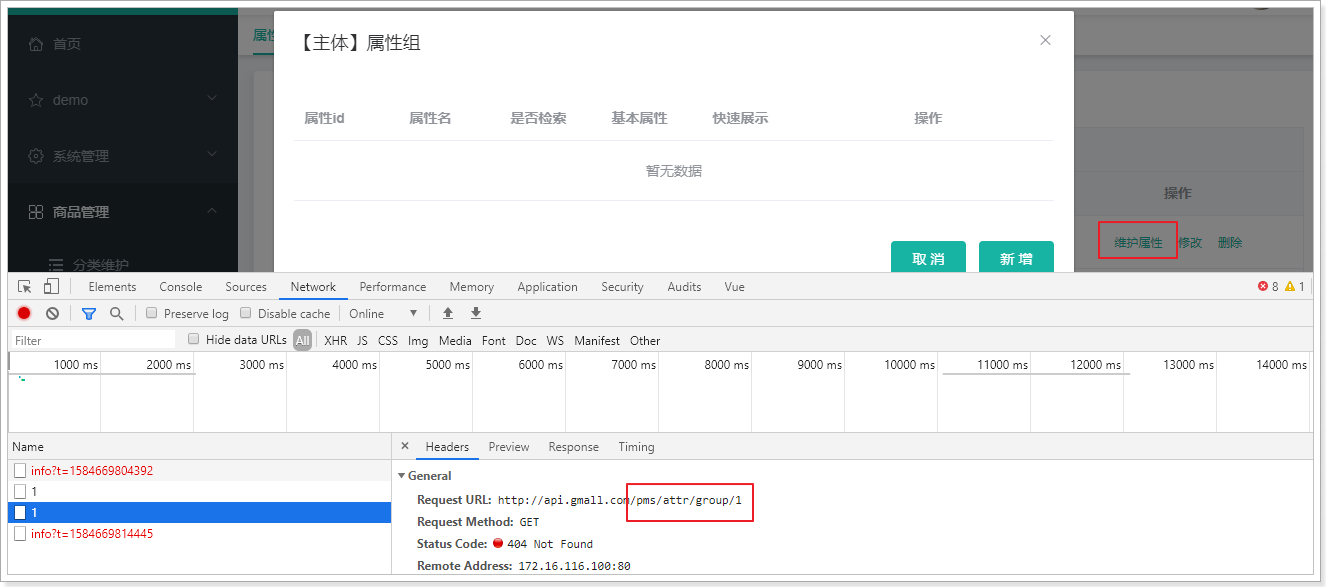 首页
属性
【主体】属性组
demo
属性id 属性名 是否检索 基本属性 快速展示 操作
系统管理
暂无数据
操作
商品管理
维护属性 修改 删除
分类维护
取消 新增
Elements Console Sources Network Performance Memory Application Security Audits Vue 8 1
Preserve log Disable cache Online
Filter Hide data URLs All XHR JS CSS Img Media Font Doc WS Manifest Other
1000 ms 2000 ms 3000 ms 4000 ms 5000 ms 6000 ms 7000 ms 8000 ms 9000 ms 10000 ms 11000 ms 12000 ms 13000 ms 14000 ms
Name
Headers Preview Response Timing
info?t=1584669804392
1
1
info?t=1584669814445
General
Request URL: http://api.gmall.com/pms/attr/group/1
Request Method: GET
Status Code: 404 Not Found
Remote Address: 172.16.116.100:80